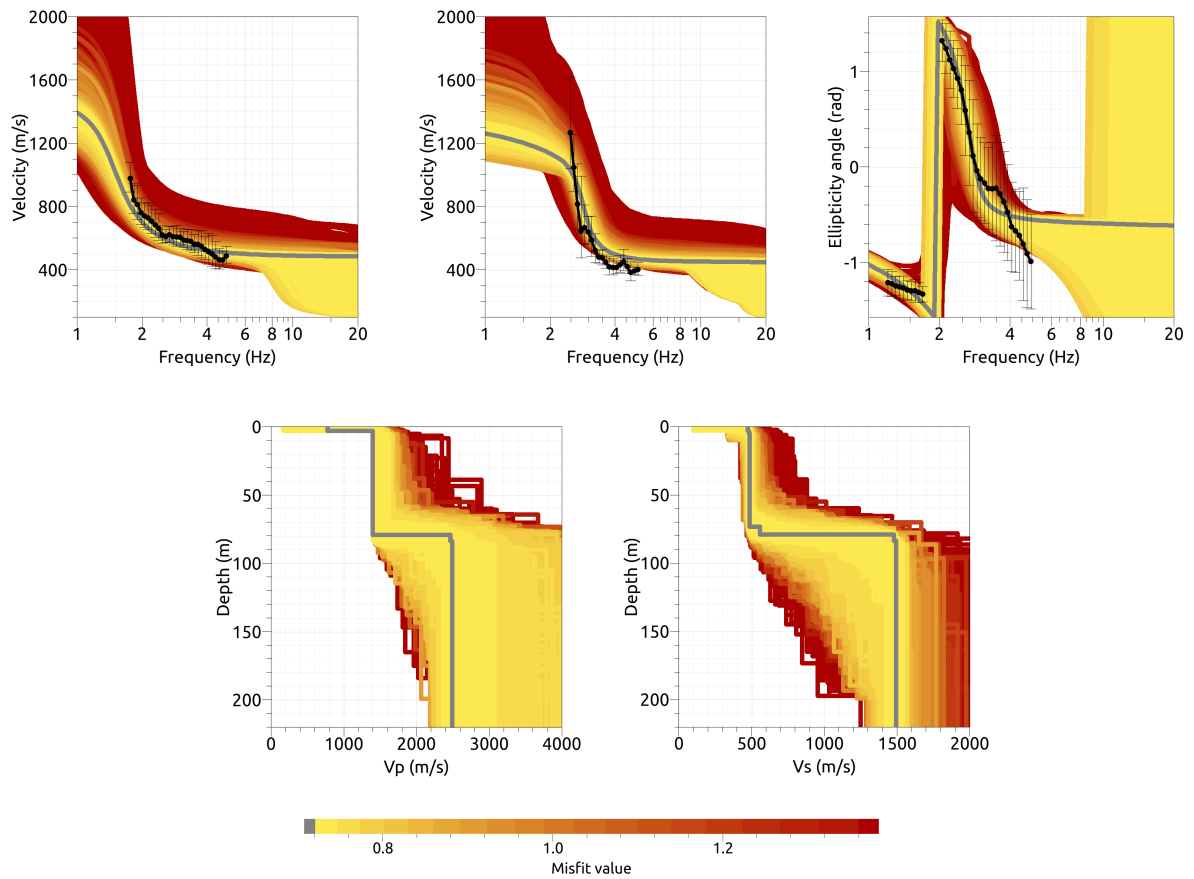 2000
1600
1200
800
400
Velocity (m/s)
1 2 4 6 8 10 20
Frequency (Hz)
2000
1600
1200
800
400
Velocity (m/s)
1 2 4 6 8 10 20
Frequency (Hz)
1
0
-1
Ellipticity angle (rad)
1 2 4 6 8 10 20
Frequency (Hz)
0
50
100
150
200
Depth (m)
0 1000 2000 3000 4000
Vp (m/s)
0
50
100
150
200
Depth (m)
0 500 1000 1500 2000
Vs (m/s)
0.8 1.0 1.2
Misfit value